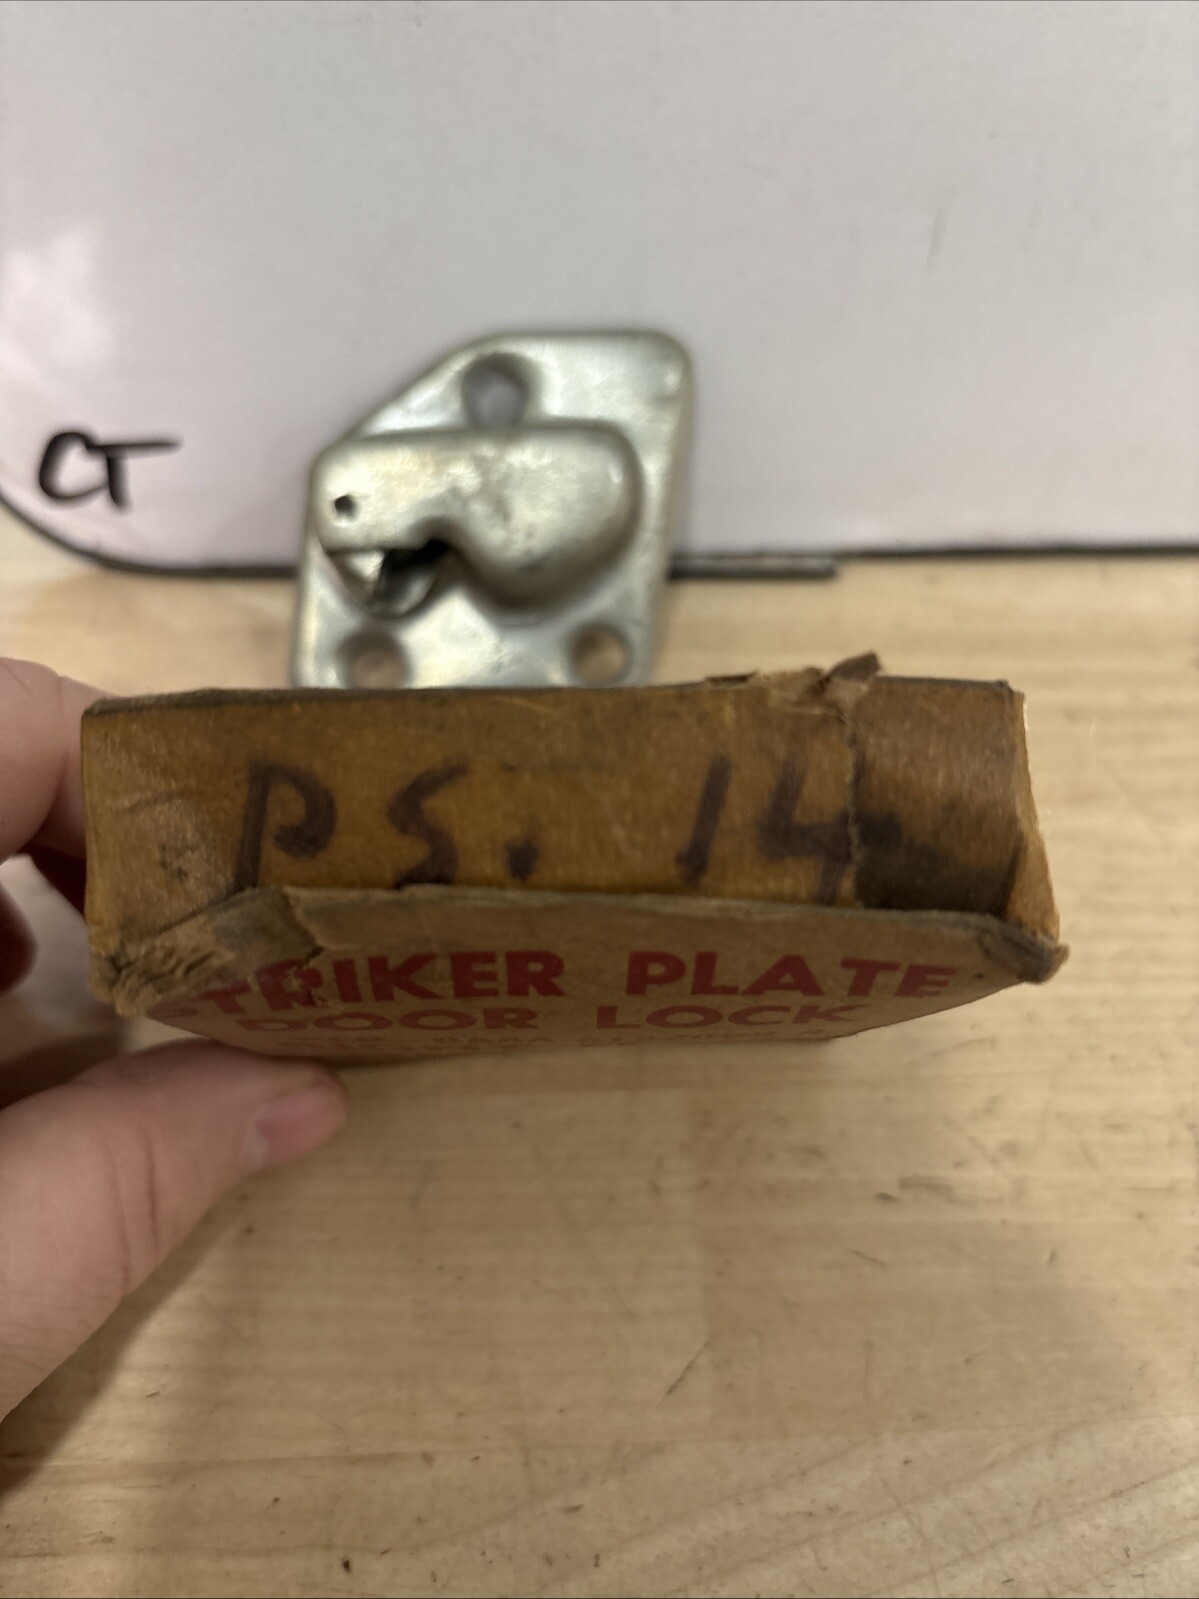 CT
PS. 14
STRIKER PLATE
DOOR LOCK